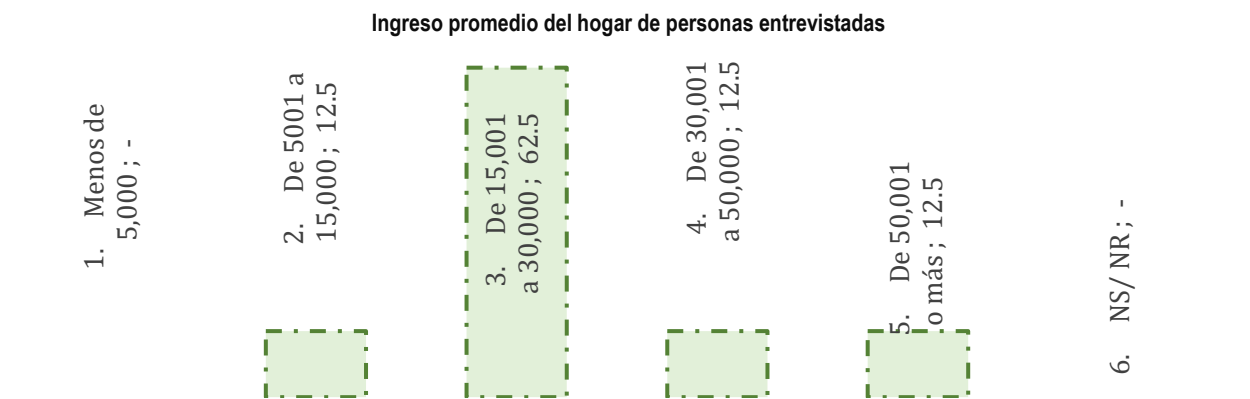 Ingreso promedio del hogar de personas entrevistadas
1. Menos de
5,000 ; -
2. De 5001 a
15,000 ; 12.5
3. De 15,001
a 30,000 ; 62.5
4. De 30,001
a 50,000 ; 12.5
5. De 50,001
o más ; 12.5
6. NS/ NR ; -